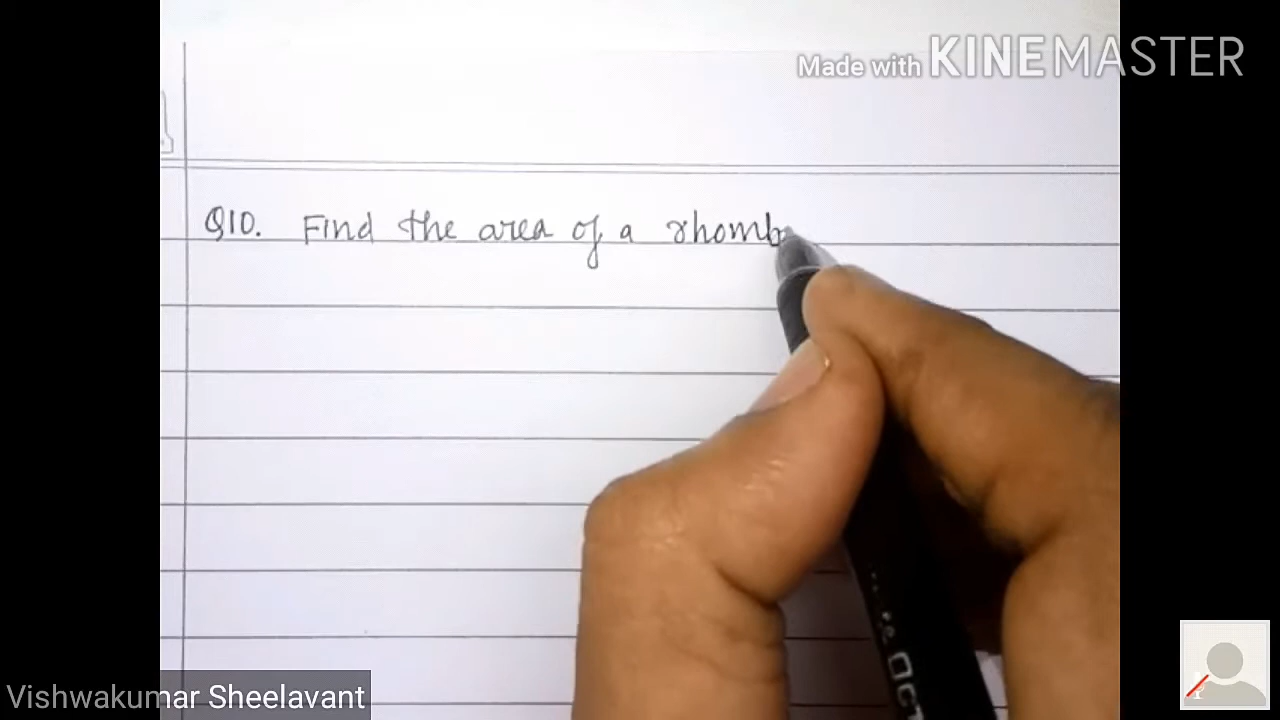 Made with KINEMASTER
Q10. Find the area of a rhomb
Vishwakumar Sheelavant